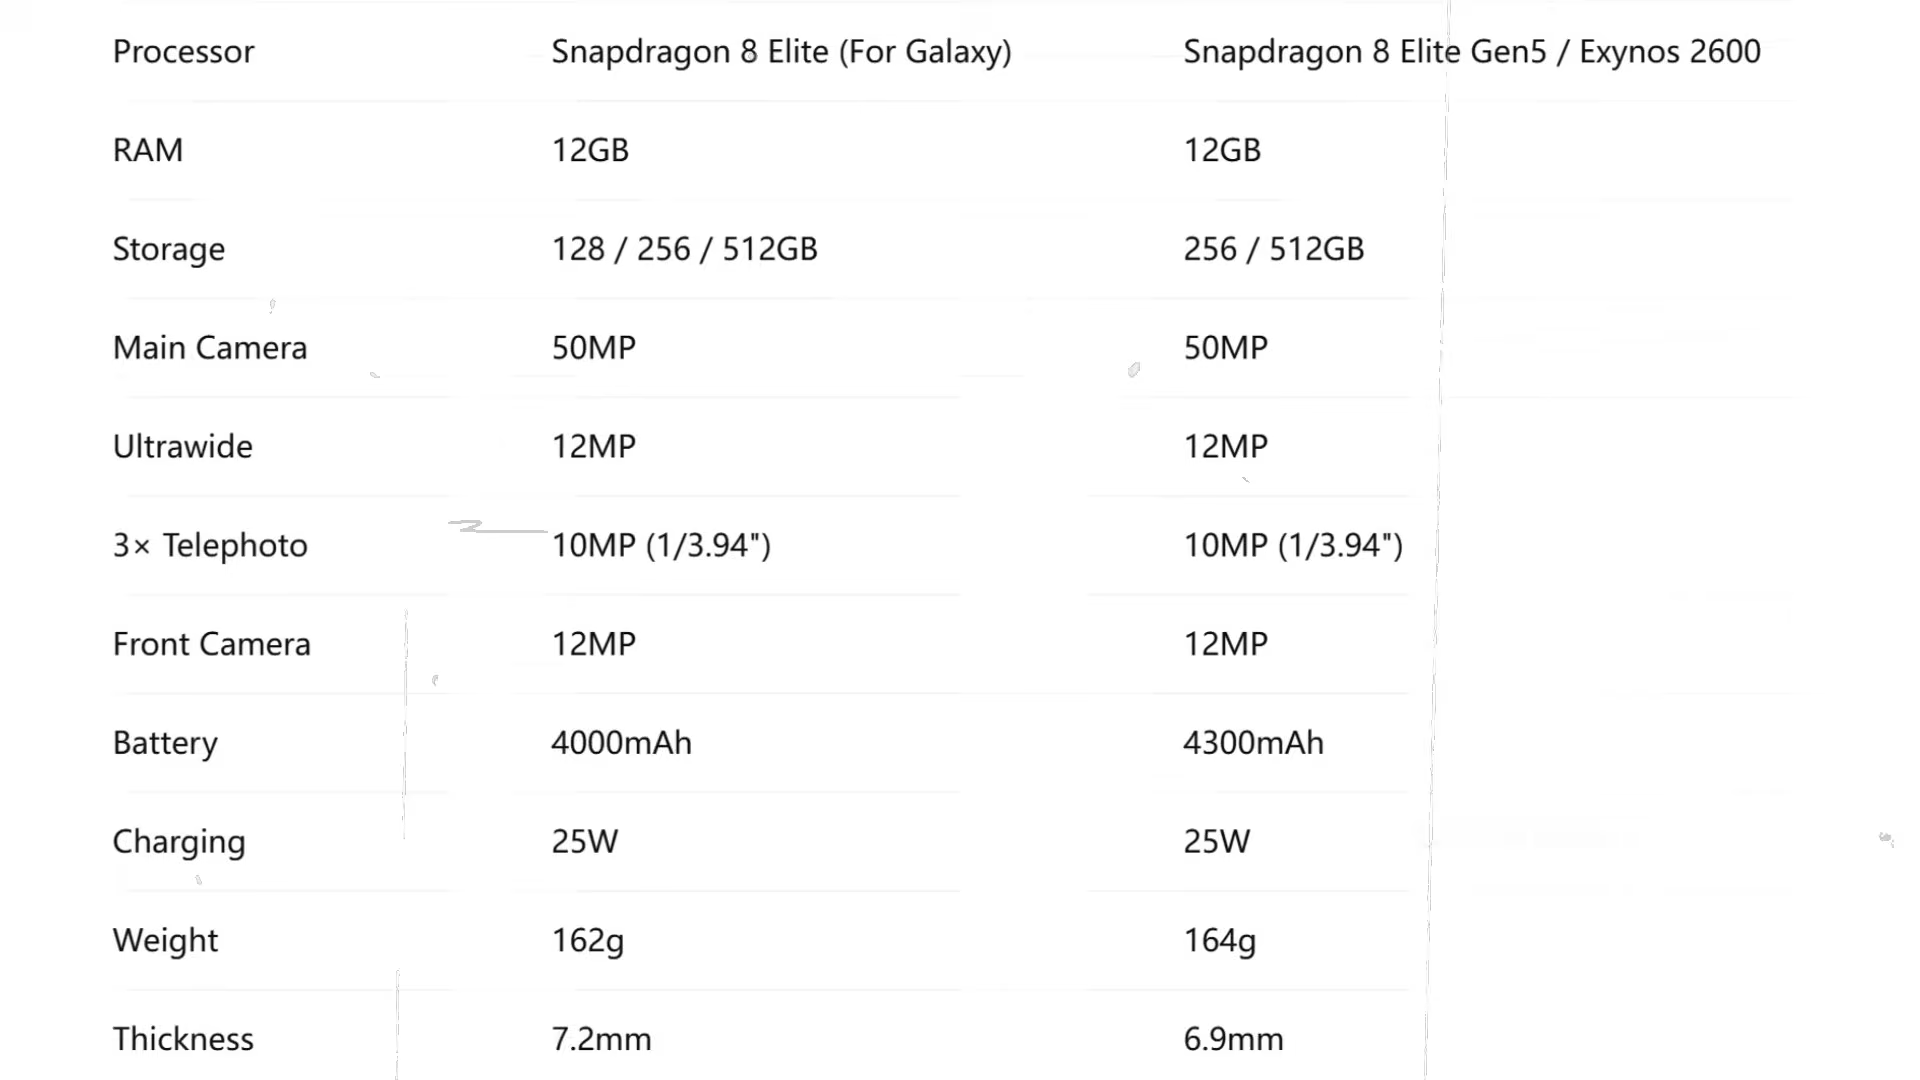 Processor Snapdragon 8 Elite (For Galaxy) Snapdragon 8 Elite Gen5 / Exynos 2600
RAM 12GB 12GB
Storage 128 / 256 / 512GB 256 / 512GB
Main Camera 50MP 50MP
Ultrawide 12MP 12MP
3× Telephoto 10MP (1/3.94") 10MP (1/3.94")
Front Camera 12MP 12MP
Battery 4000mAh 4300mAh
Charging 25W 25W
Weight 162g 164g
Thickness 7.2mm 6.9mm